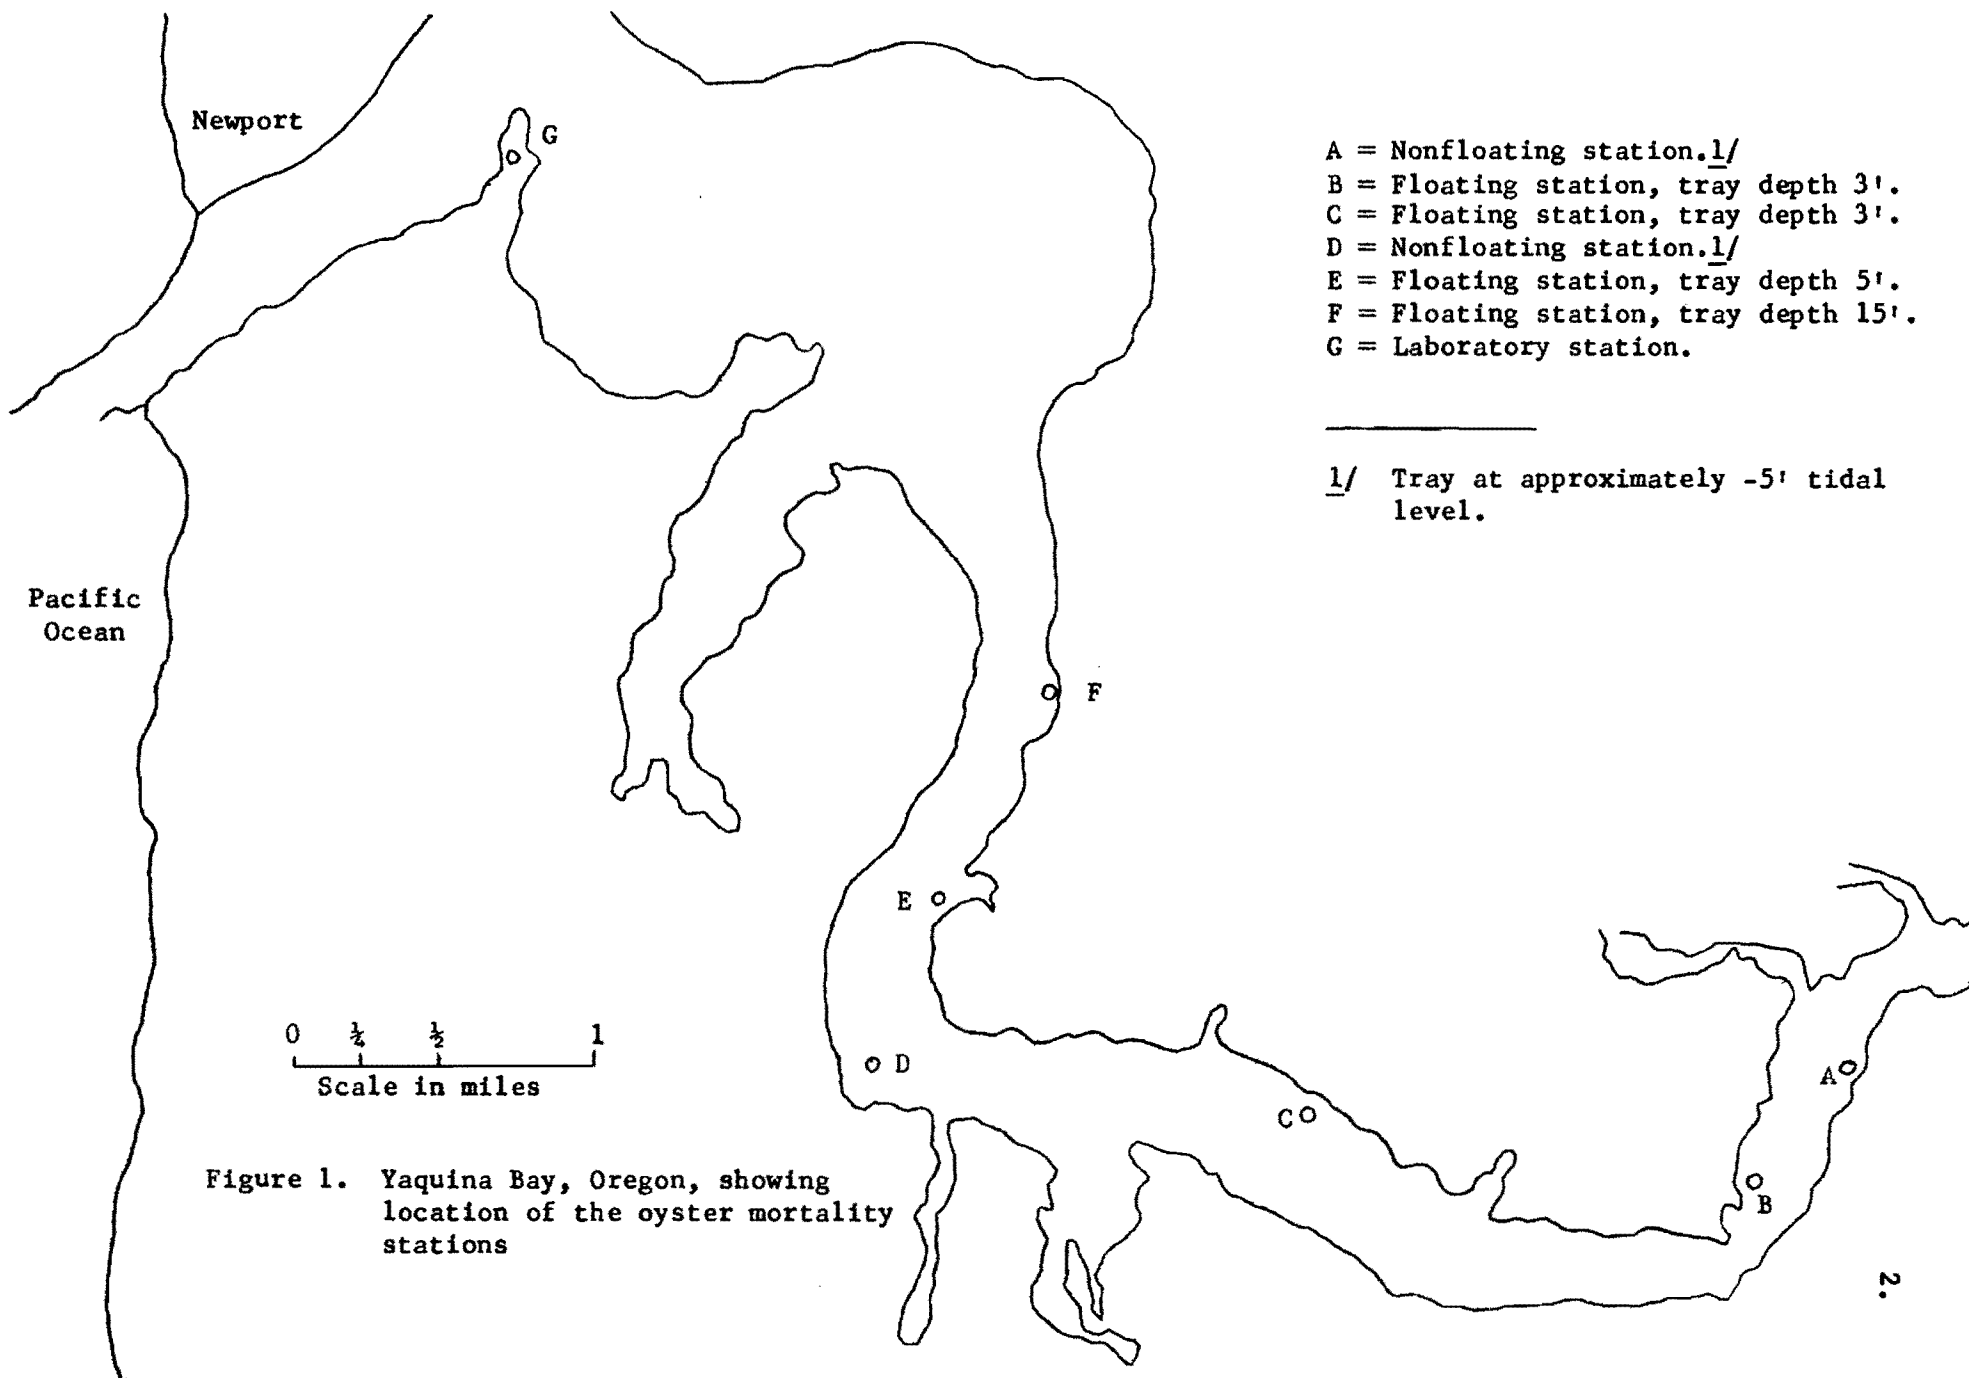 Newport
G
A = Nonfloating station.1/
B = Floating station, tray depth 3'.
C = Floating station, tray depth 3'.
D = Nonfloating station.1/
E = Floating station, tray depth 5'.
F = Floating station, tray depth 15'.
G = Laboratory station.
1/ Tray at approximately -5' tidal
level.
Pacific
Ocean
F
E
D
C
A
B
0 ¼ ½ 1
Scale in miles
Figure 1. Yaquina Bay, Oregon, showing
location of the oyster mortality
stations
2.